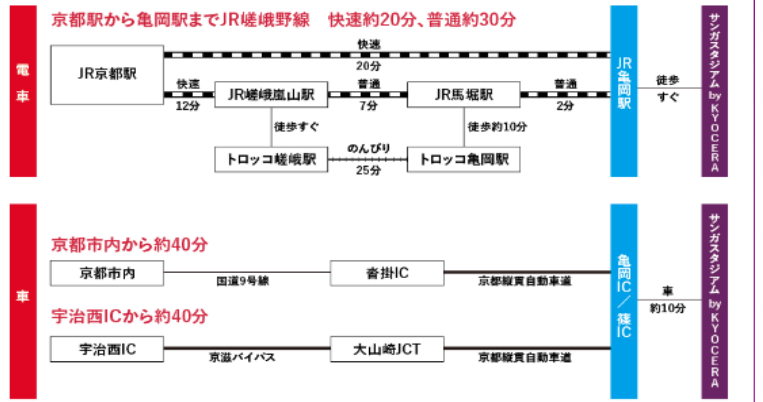 電車
京都駅から亀岡駅までJR嵯峨野線　快速約20分、普通約30分
JR京都駅
快速
20分
快速
12分
JR嵯峨嵐山駅
普通
7分
JR馬堀駅
普通
2分
徒歩すぐ
徒歩約10分
トロッコ嵯峨駅
のんびり
25分
トロッコ亀岡駅
JR亀岡駅
徒歩
すぐ
サンガスタジアム by KYOCERA
車
京都市内から約40分
京都市内
国道9号線
沓掛IC
京都縦貫自動車道
宇治西ICから約40分
宇治西IC
京滋バイパス
大山崎JCT
京都縦貫自動車道
亀岡IC／篠IC
車
約10分
サンガスタジアム by KYOCERA